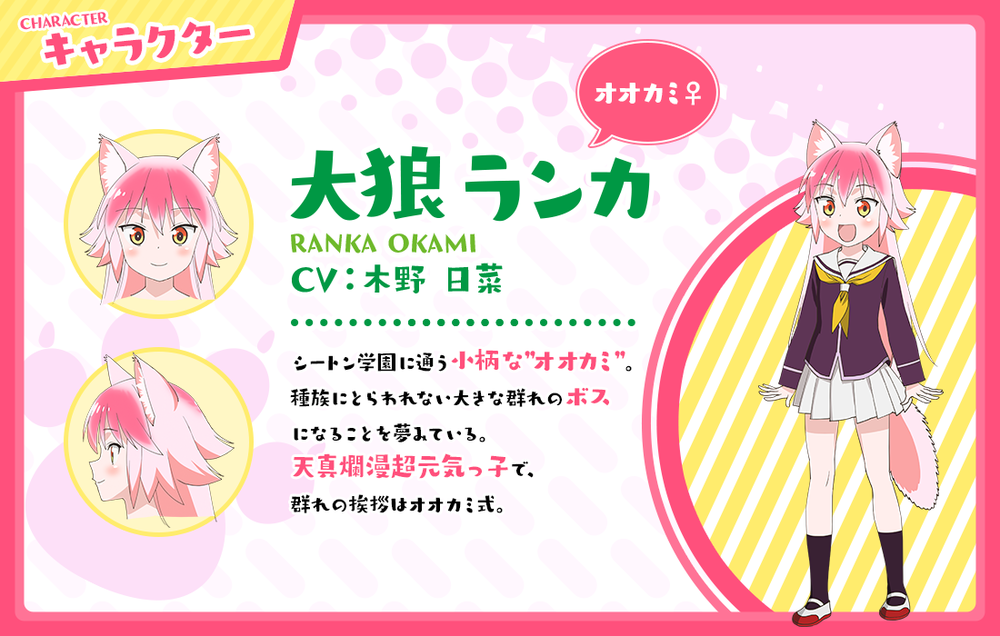 CHARACTER
キャラクター
オオカミ♀
大狼 ランカ
RANKA OKAMI
CV:木野 日菜
シートン学園に通う小柄な"オオカミ"。
種族にとらわれない大きな群れのボス
になることを夢みている。
天真爛漫超元気っ子で、
群れの挨拶はオオカミ式。